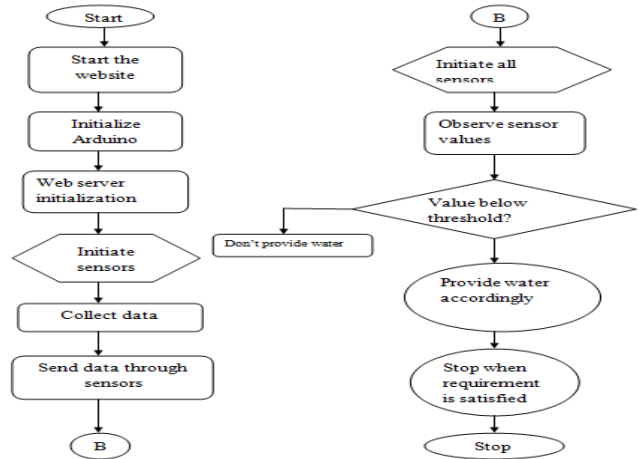 Start
Start the
website
Initialize
Arduino
Web server
initialization
Initiate
sensors
Collect data
Send data through
sensors
B
B
Initiate all
sensors
Observe sensor
values
Value below
threshold?
Don't provide water
Provide water
accordingly
Stop when
requirement
is satisfied
Stop